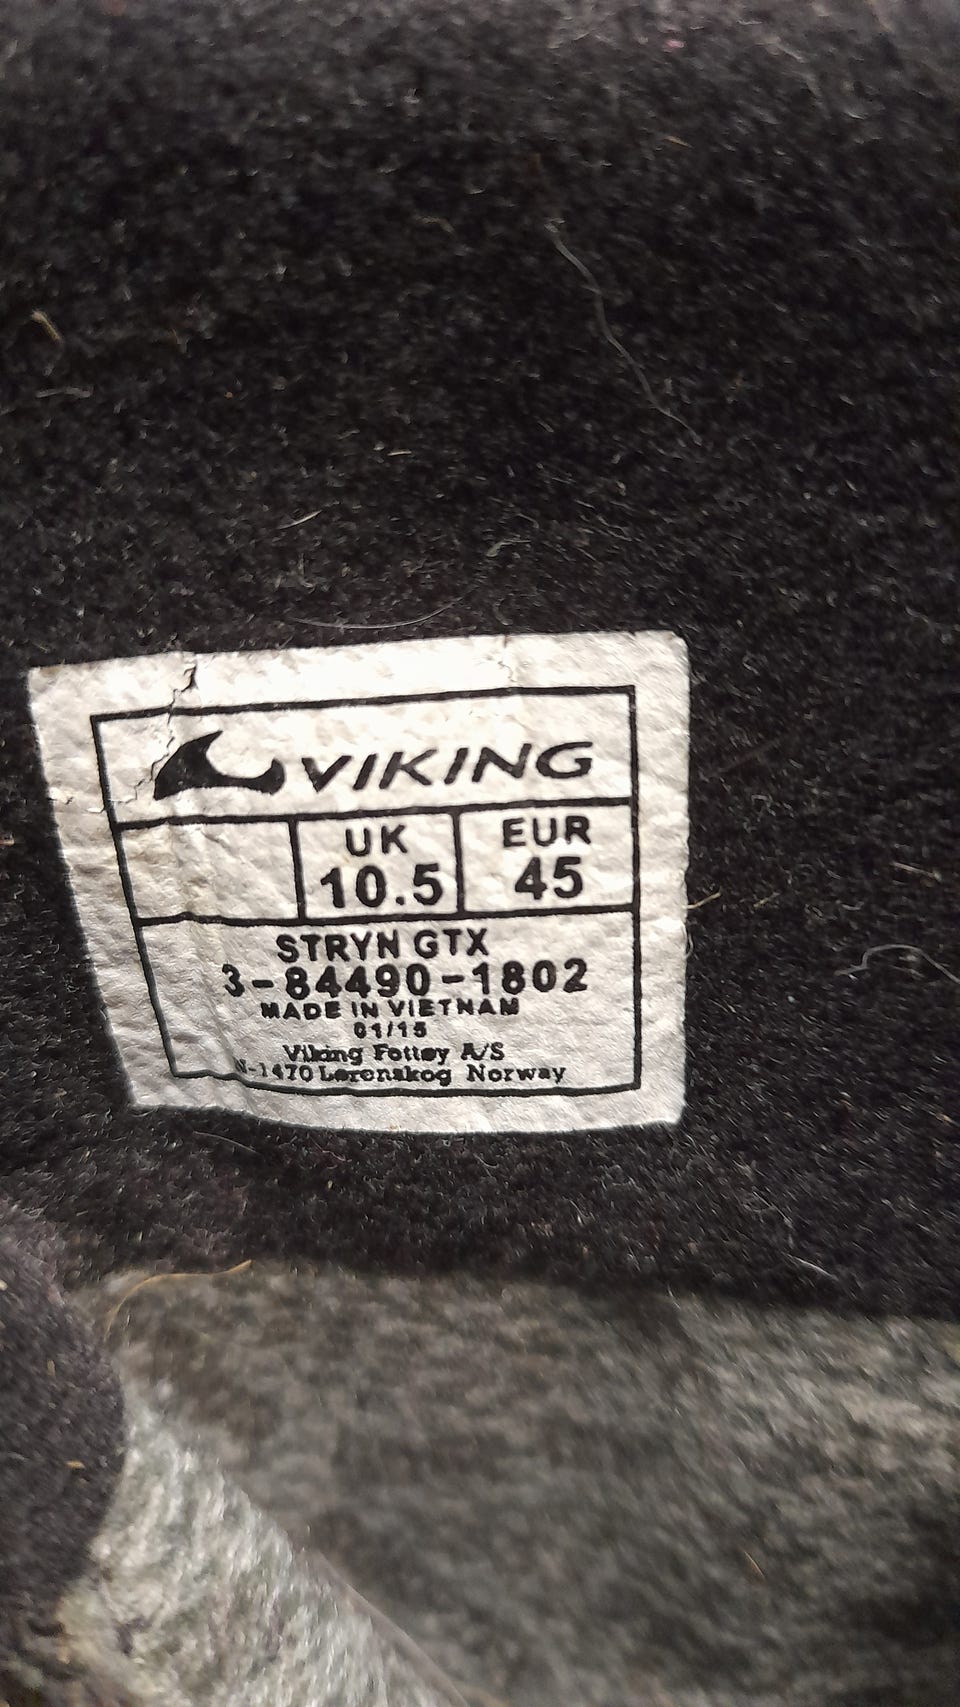 VIKING
UK EUR
10.5 45
STRYN GTX
3-84490-1802
MADE IN VIETNAM
01/15
Viking Fottøy A/S
N-1470 Lørenskog Norway